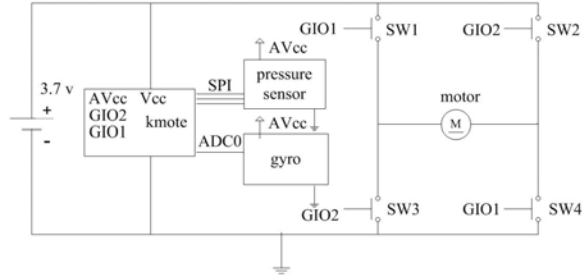 GIO1
SW1
GIO2
SW2
AVcc
3.7 v
SPI
pressure
sensor
motor
+
AVcc Vcc
GIO2
GIO1 kmote
AVcc
M
-
ADC0
gyro
GIO2
SW3
GIO1
SW4